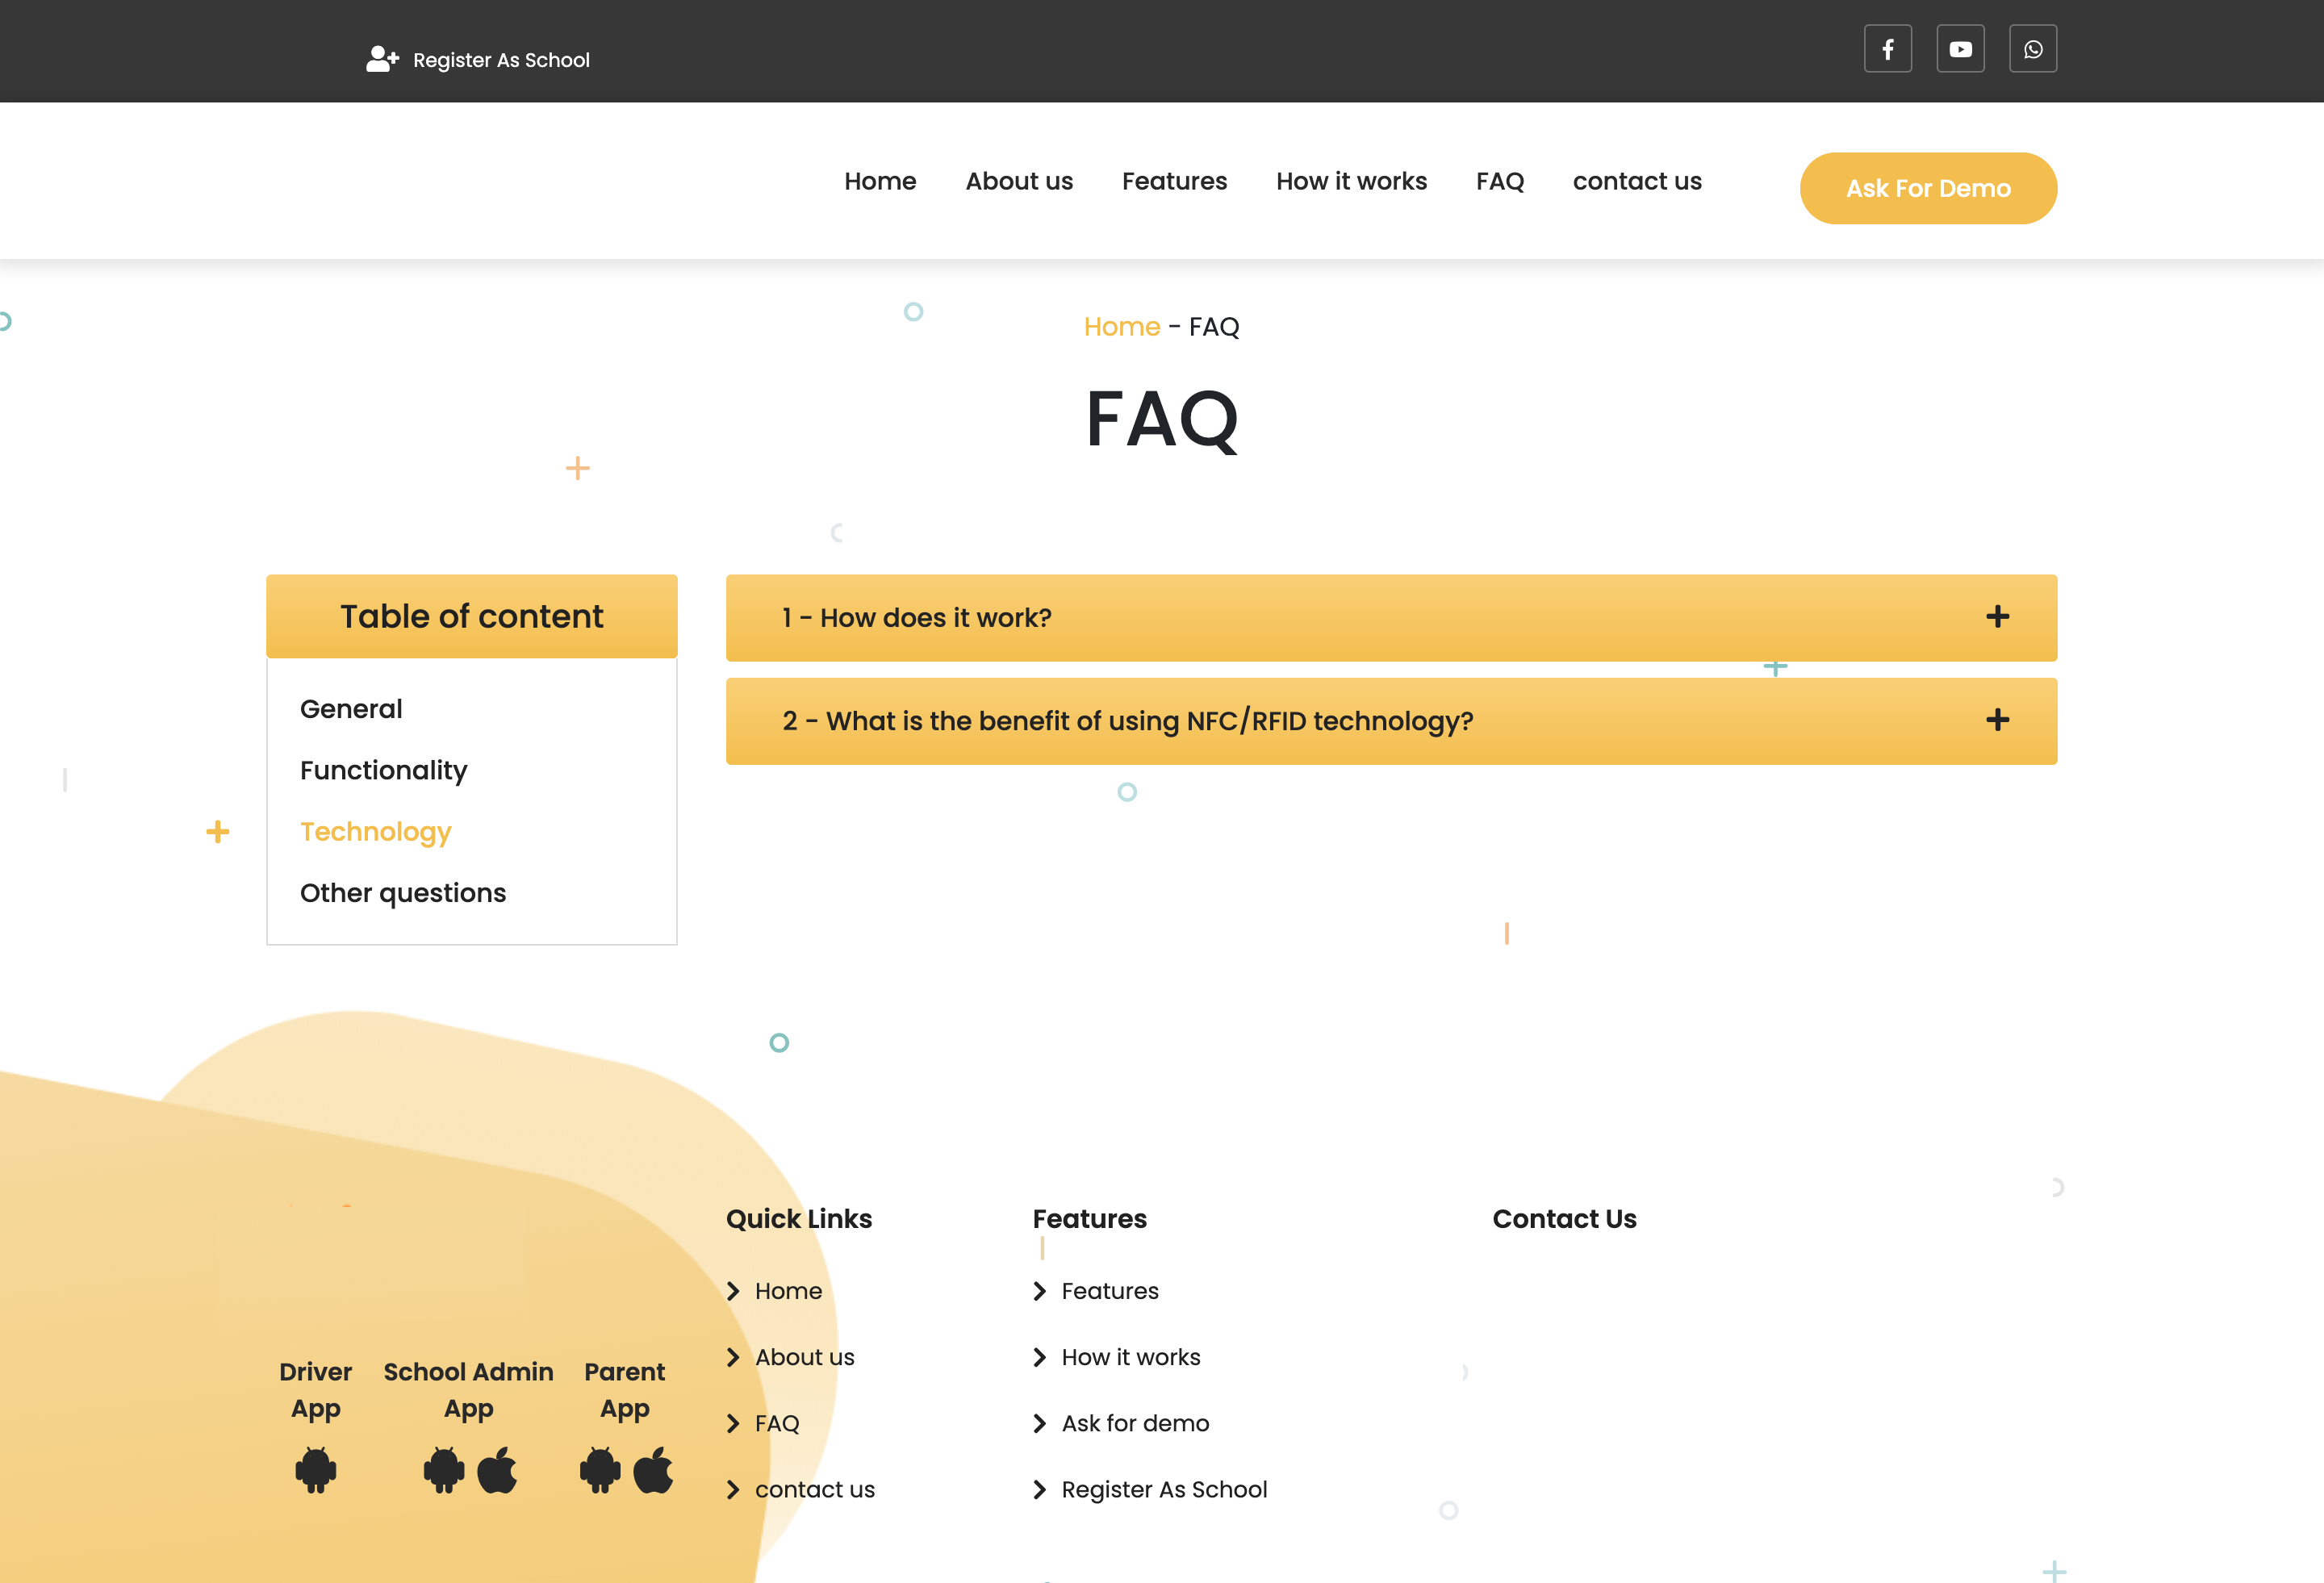 Register As School
Home About us Features How it works FAQ contact us Ask For Demo
Home - FAQ
FAQ
Table of content
General
Functionality
Technology
Other questions
1 - How does it work?
2 - What is the benefit of using NFC/RFID technology?
Driver App
School Admin App
Parent App
Quick Links
Home
About us
FAQ
contact us
Features
Features
How it works
Ask for demo
Register As School
Contact Us